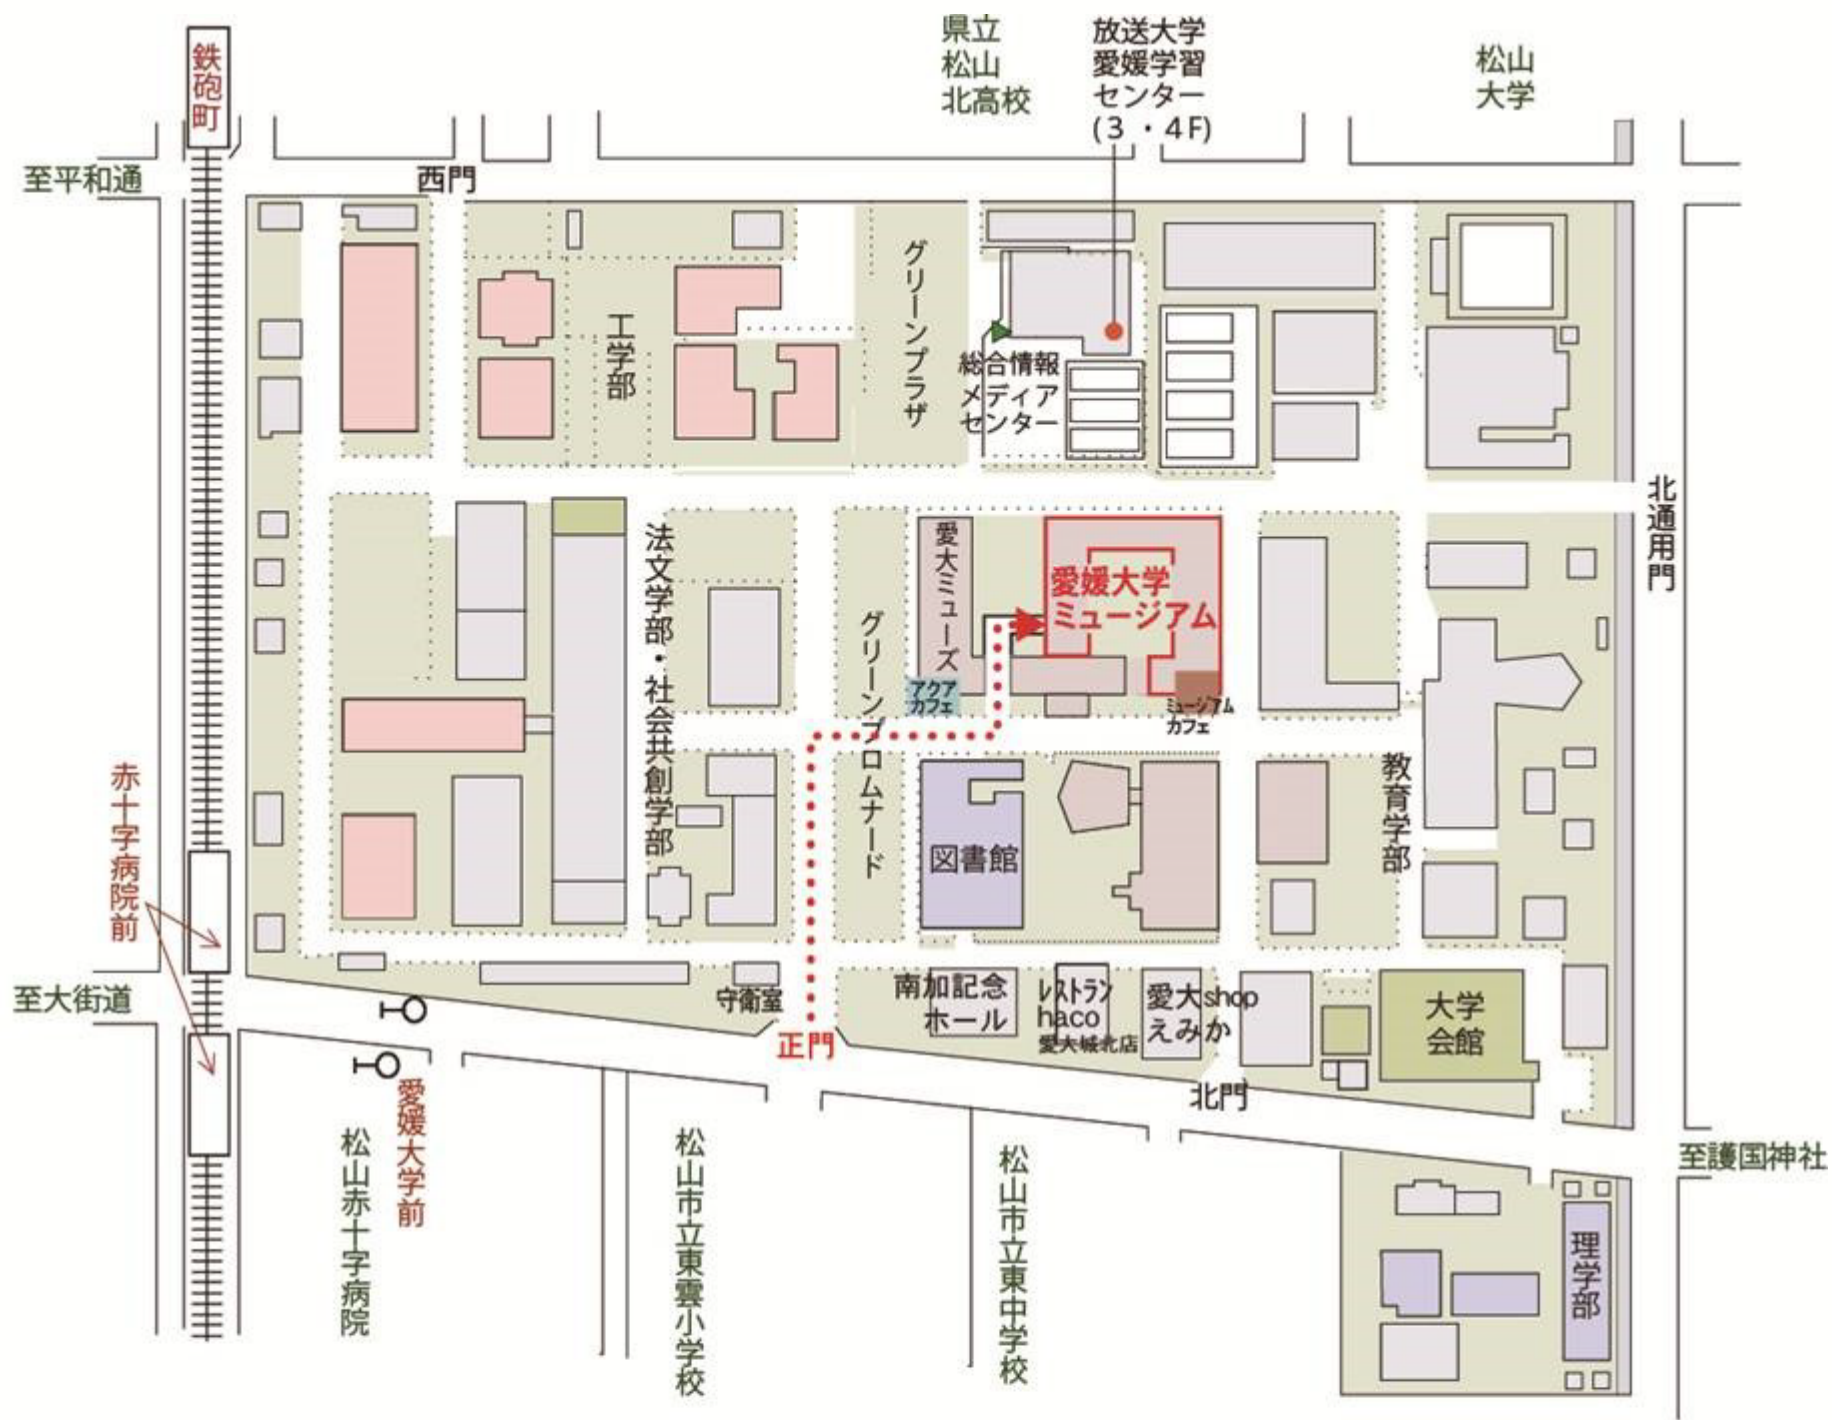 鉄砲町
県立
松山
北高校
放送大学
愛媛学習
センター
(3・4F)
松山
大学
至平和通
西門
工学部
グリーンプラザ
総合情報
メディア
センター
北通用門
法文学部・社会共創学部
グリーンプロムナード
愛大ミューズ
愛媛大学
ミュージアム
アクア
カフェ
ミュージアム
カフェ
教育学部
図書館
赤十字病院前
至大街道
守衛室
正門
南加記念
ホール
レストラン
haco
愛大城北店
愛大shop
えみか
大学
会館
北門
愛媛大学前
松山赤十字病院
松山市立東雲小学校
松山市立東中学校
至護国神社
理学部